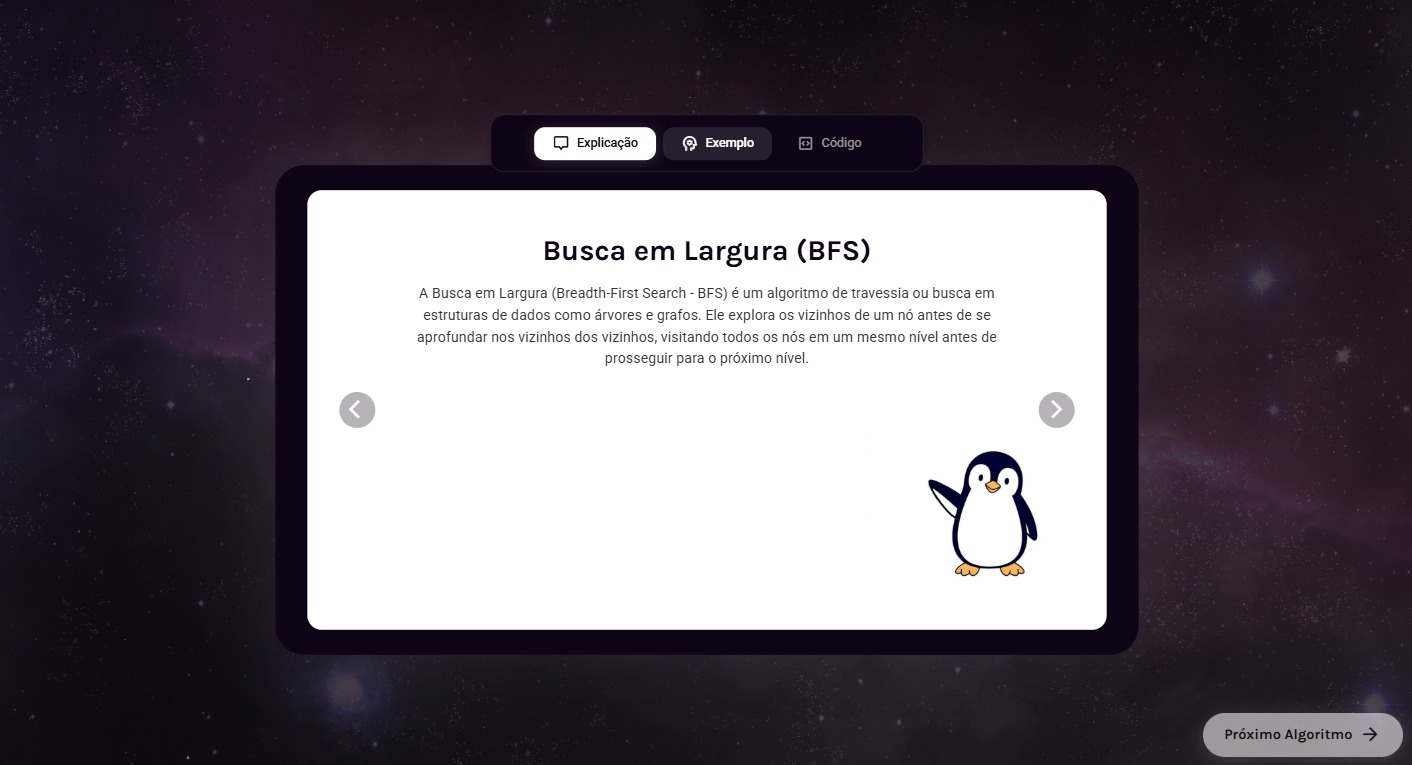 Explicação
Exemplo
Código
Busca em Largura (BFS)
A Busca em Largura (Breadth-First Search - BFS) é um algoritmo de travessia ou busca em
estruturas de dados como árvores e grafos. Ele explora os vizinhos de um nó antes de se
aprofundar nos vizinhos dos vizinhos, visitando todos os nós em um mesmo nível antes de
prosseguir para o próximo nível.
Próximo Algoritmo